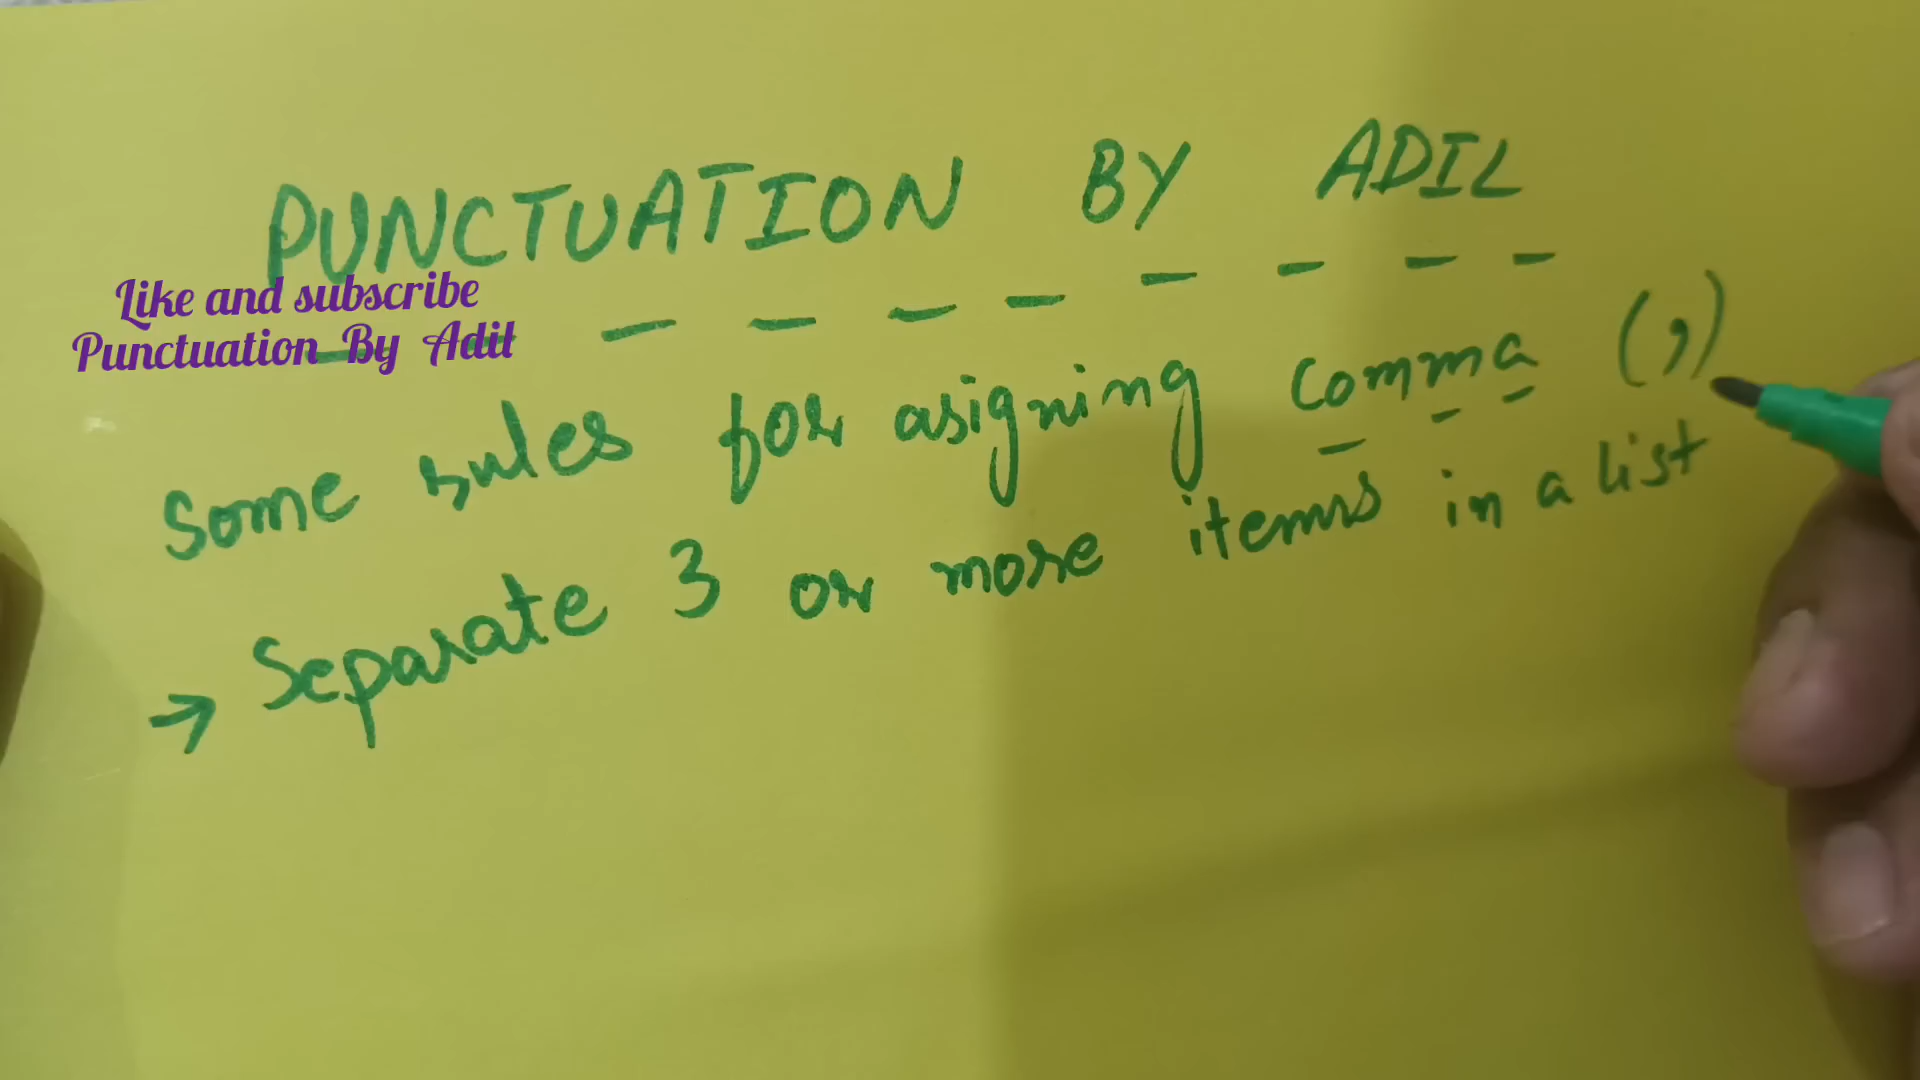 PUNCTUATION BY ADIL
Like and subscribe
Punctuation By Adil
Some rules for asigning comma (,)
→ Separate 3 or more items in a list